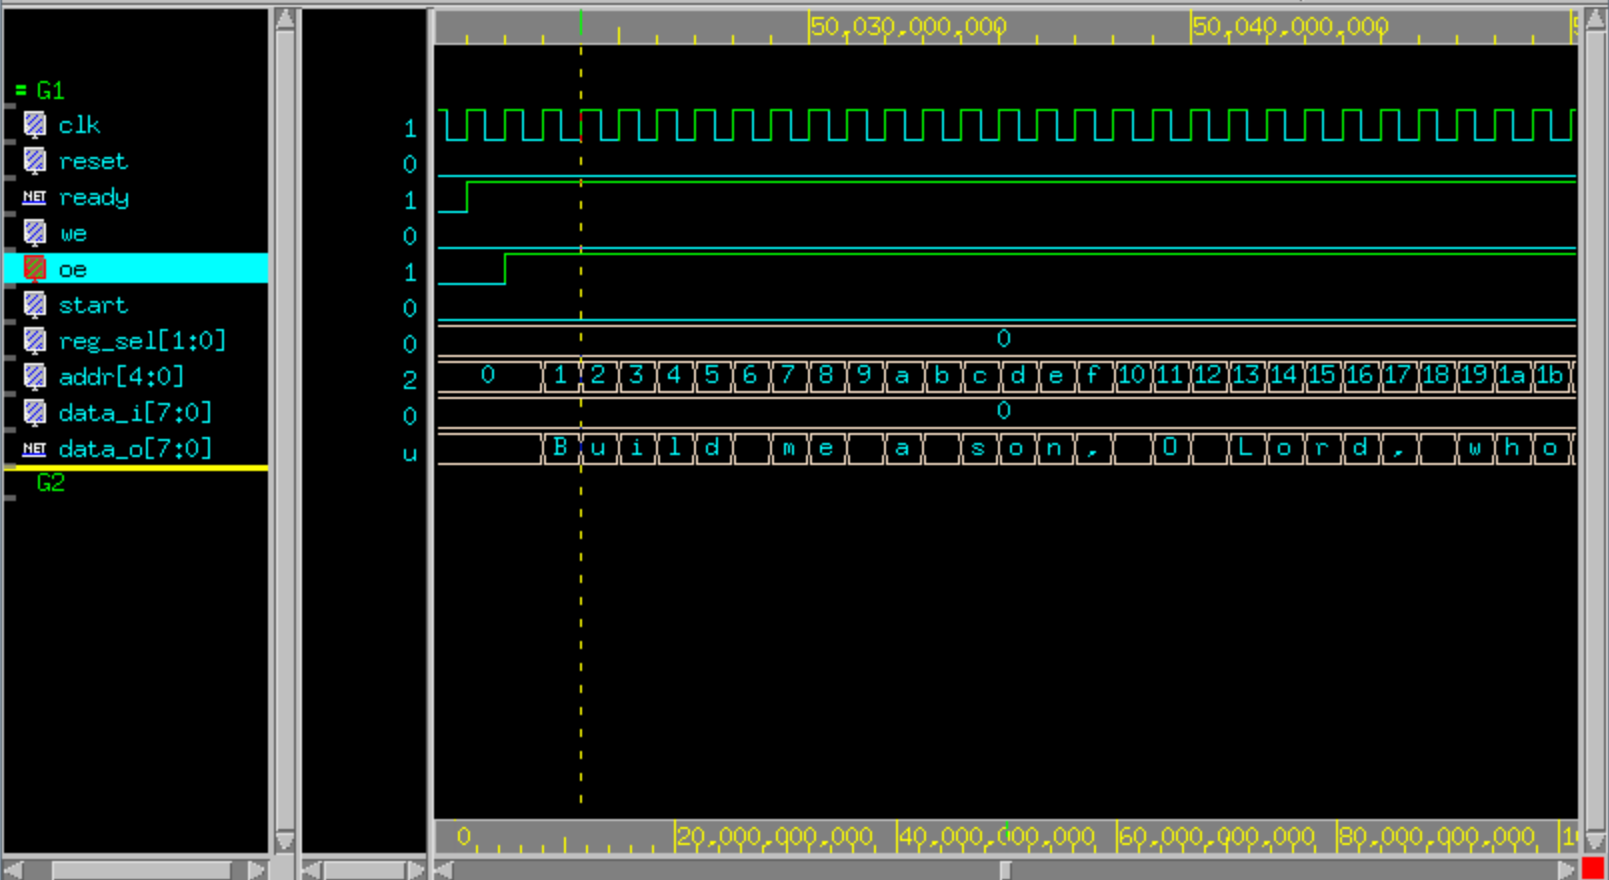 50,030,000,000 50,040,000,000 5
= G1
clk 1
reset 0
NET ready 1
we 0
oe 1
start 0
reg_sel[1:0] 0 0
addr[4:0] 2 0 1 2 3 4 5 6 7 8 9 a b c d e f 10 11 12 13 14 15 16 17 18 19 1a 1b
data_i[7:0] 0 0
NET data_o[7:0] u B u i l d m e a s o n , O L o r d , w h o
G2
0 20,000,000,000 40,000,000,000 60,000,000,000 80,000,000,000 10